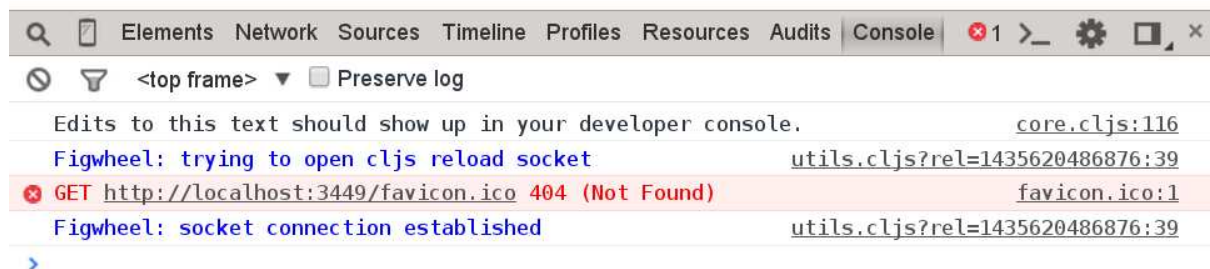 Elements Network Sources Timeline Profiles Resources Audits Console 1
<top frame> ▼ Preserve log
Edits to this text should show up in your developer console. core.cljs:116
Figwheel: trying to open cljs reload socket utils.cljs?rel=1435620486876:39
GET http://localhost:3449/favicon.ico 404 (Not Found) favicon.ico:1
Figwheel: socket connection established utils.cljs?rel=1435620486876:39
>